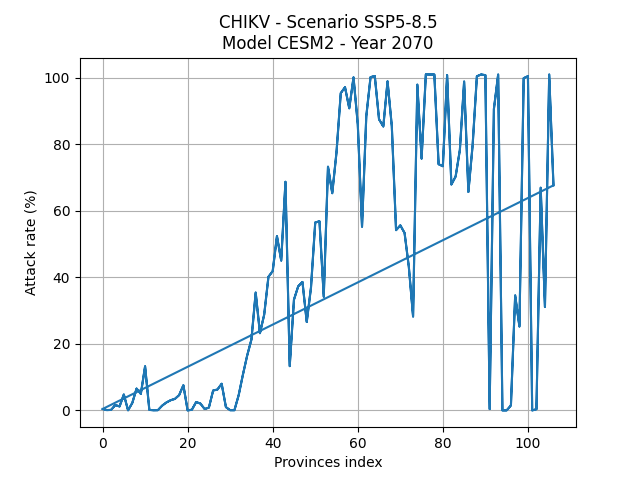 CHIKV - Scenario SSP5-8.5
Model CESM2 - Year 2070
Attack rate (%)
100
80
60
40
20
0
0 20 40 60 80 100
Provinces index